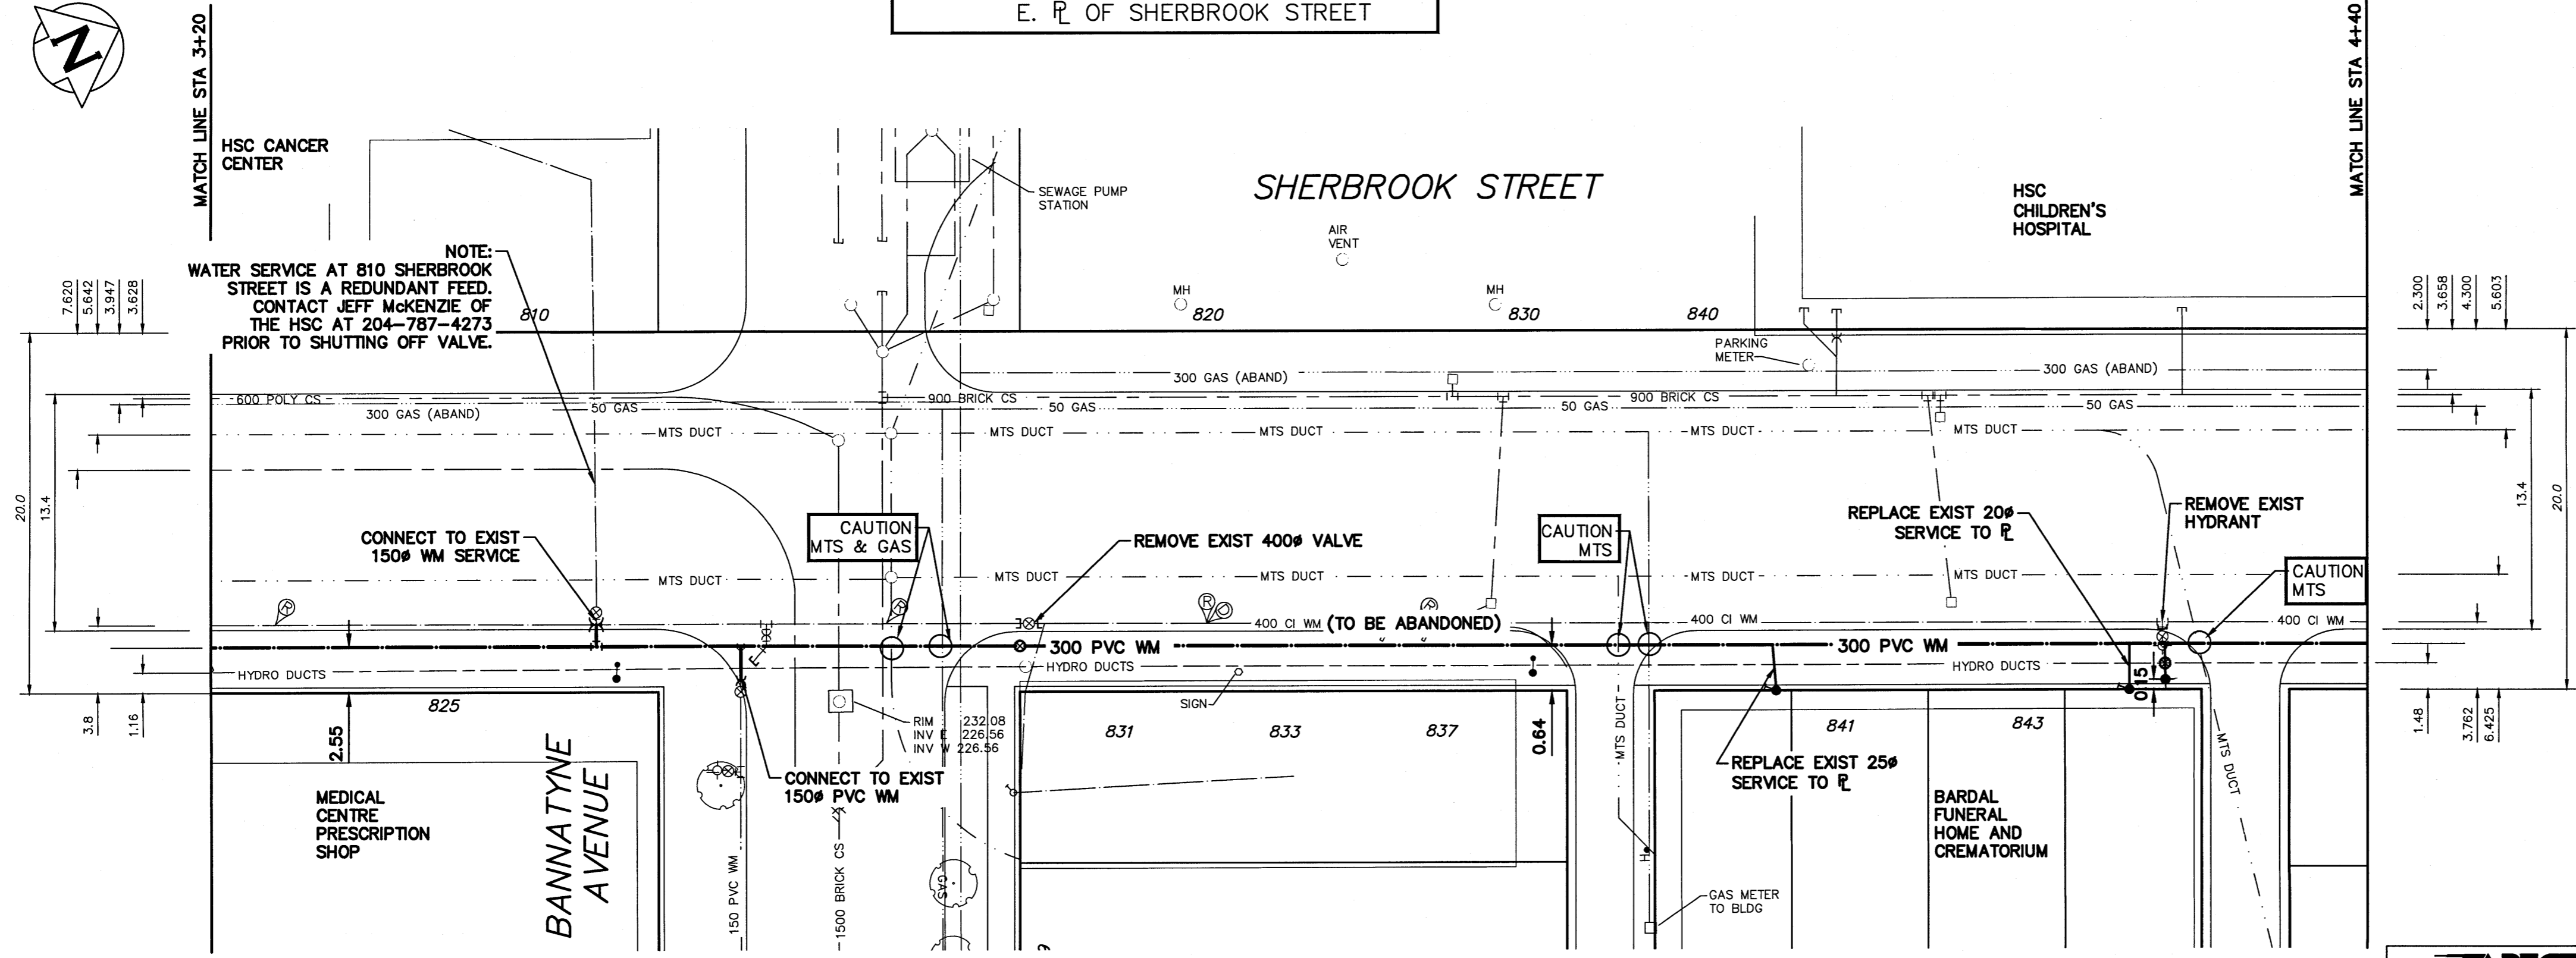 E. PL OF SHERBROOK STREET
N
MATCH LINE STA 3+20
MATCH LINE STA 4+40
HSC CANCER
CENTER
SEWAGE PUMP
STATION
SHERBROOK STREET
AIR
VENT
HSC
CHILDREN'S
HOSPITAL
NOTE:
WATER SERVICE AT 810 SHERBROOK
STREET IS A REDUNDANT FEED.
CONTACT JEFF McKENZIE OF
THE HSC AT 204-787-4273
PRIOR TO SHUTTING OFF VALVE.
810
MH
820
MH
830
840
7.620
5.642
3.947
3.628
2.300
3.658
4.300
5.603
PARKING
METER
300 GAS (ABAND)
300 GAS (ABAND)
600 POLY CS
300 GAS (ABAND)
50 GAS
900 BRICK CS
50 GAS
50 GAS
900 BRICK CS
50 GAS
MTS DUCT
MTS DUCT
MTS DUCT
MTS DUCT
MTS DUCT
20.0
13.4
13.4
20.0
CONNECT TO EXIST
150ø WM SERVICE
CAUTION
MTS & GAS
REMOVE EXIST 400ø VALVE
CAUTION
MTS
REPLACE EXIST 20ø
SERVICE TO PL
REMOVE EXIST
HYDRANT
CAUTION
MTS
MTS DUCT
MTS DUCT
MTS DUCT
MTS DUCT
MTS DUCT
R
R
R
D
R
400 CI WM (TO BE ABANDONED)
400 CI WM
400 CI WM
300 PVC WM
300 PVC WM
E
HYDRO DUCTS
HYDRO DUCTS
HYDRO DUCTS
3.8
1.16
2.55
825
SIGN
RIM 232.08
INV E 226.56
INV W 226.56
831
833
837
0.64
MTS DUCT
841
843
0.15
1.48
3.762
6.425
MTS DUCT
BANNATYNE
AVENUE
CONNECT TO EXIST
150ø PVC WM
REPLACE EXIST 25ø
SERVICE TO PL
MEDICAL
CENTRE
PRESCRIPTION
SHOP
BARDAL
FUNERAL
HOME AND
CREMATORIUM
150 PVC WM
1500 BRICK CS
GAS
H
GAS METER
TO BLDG